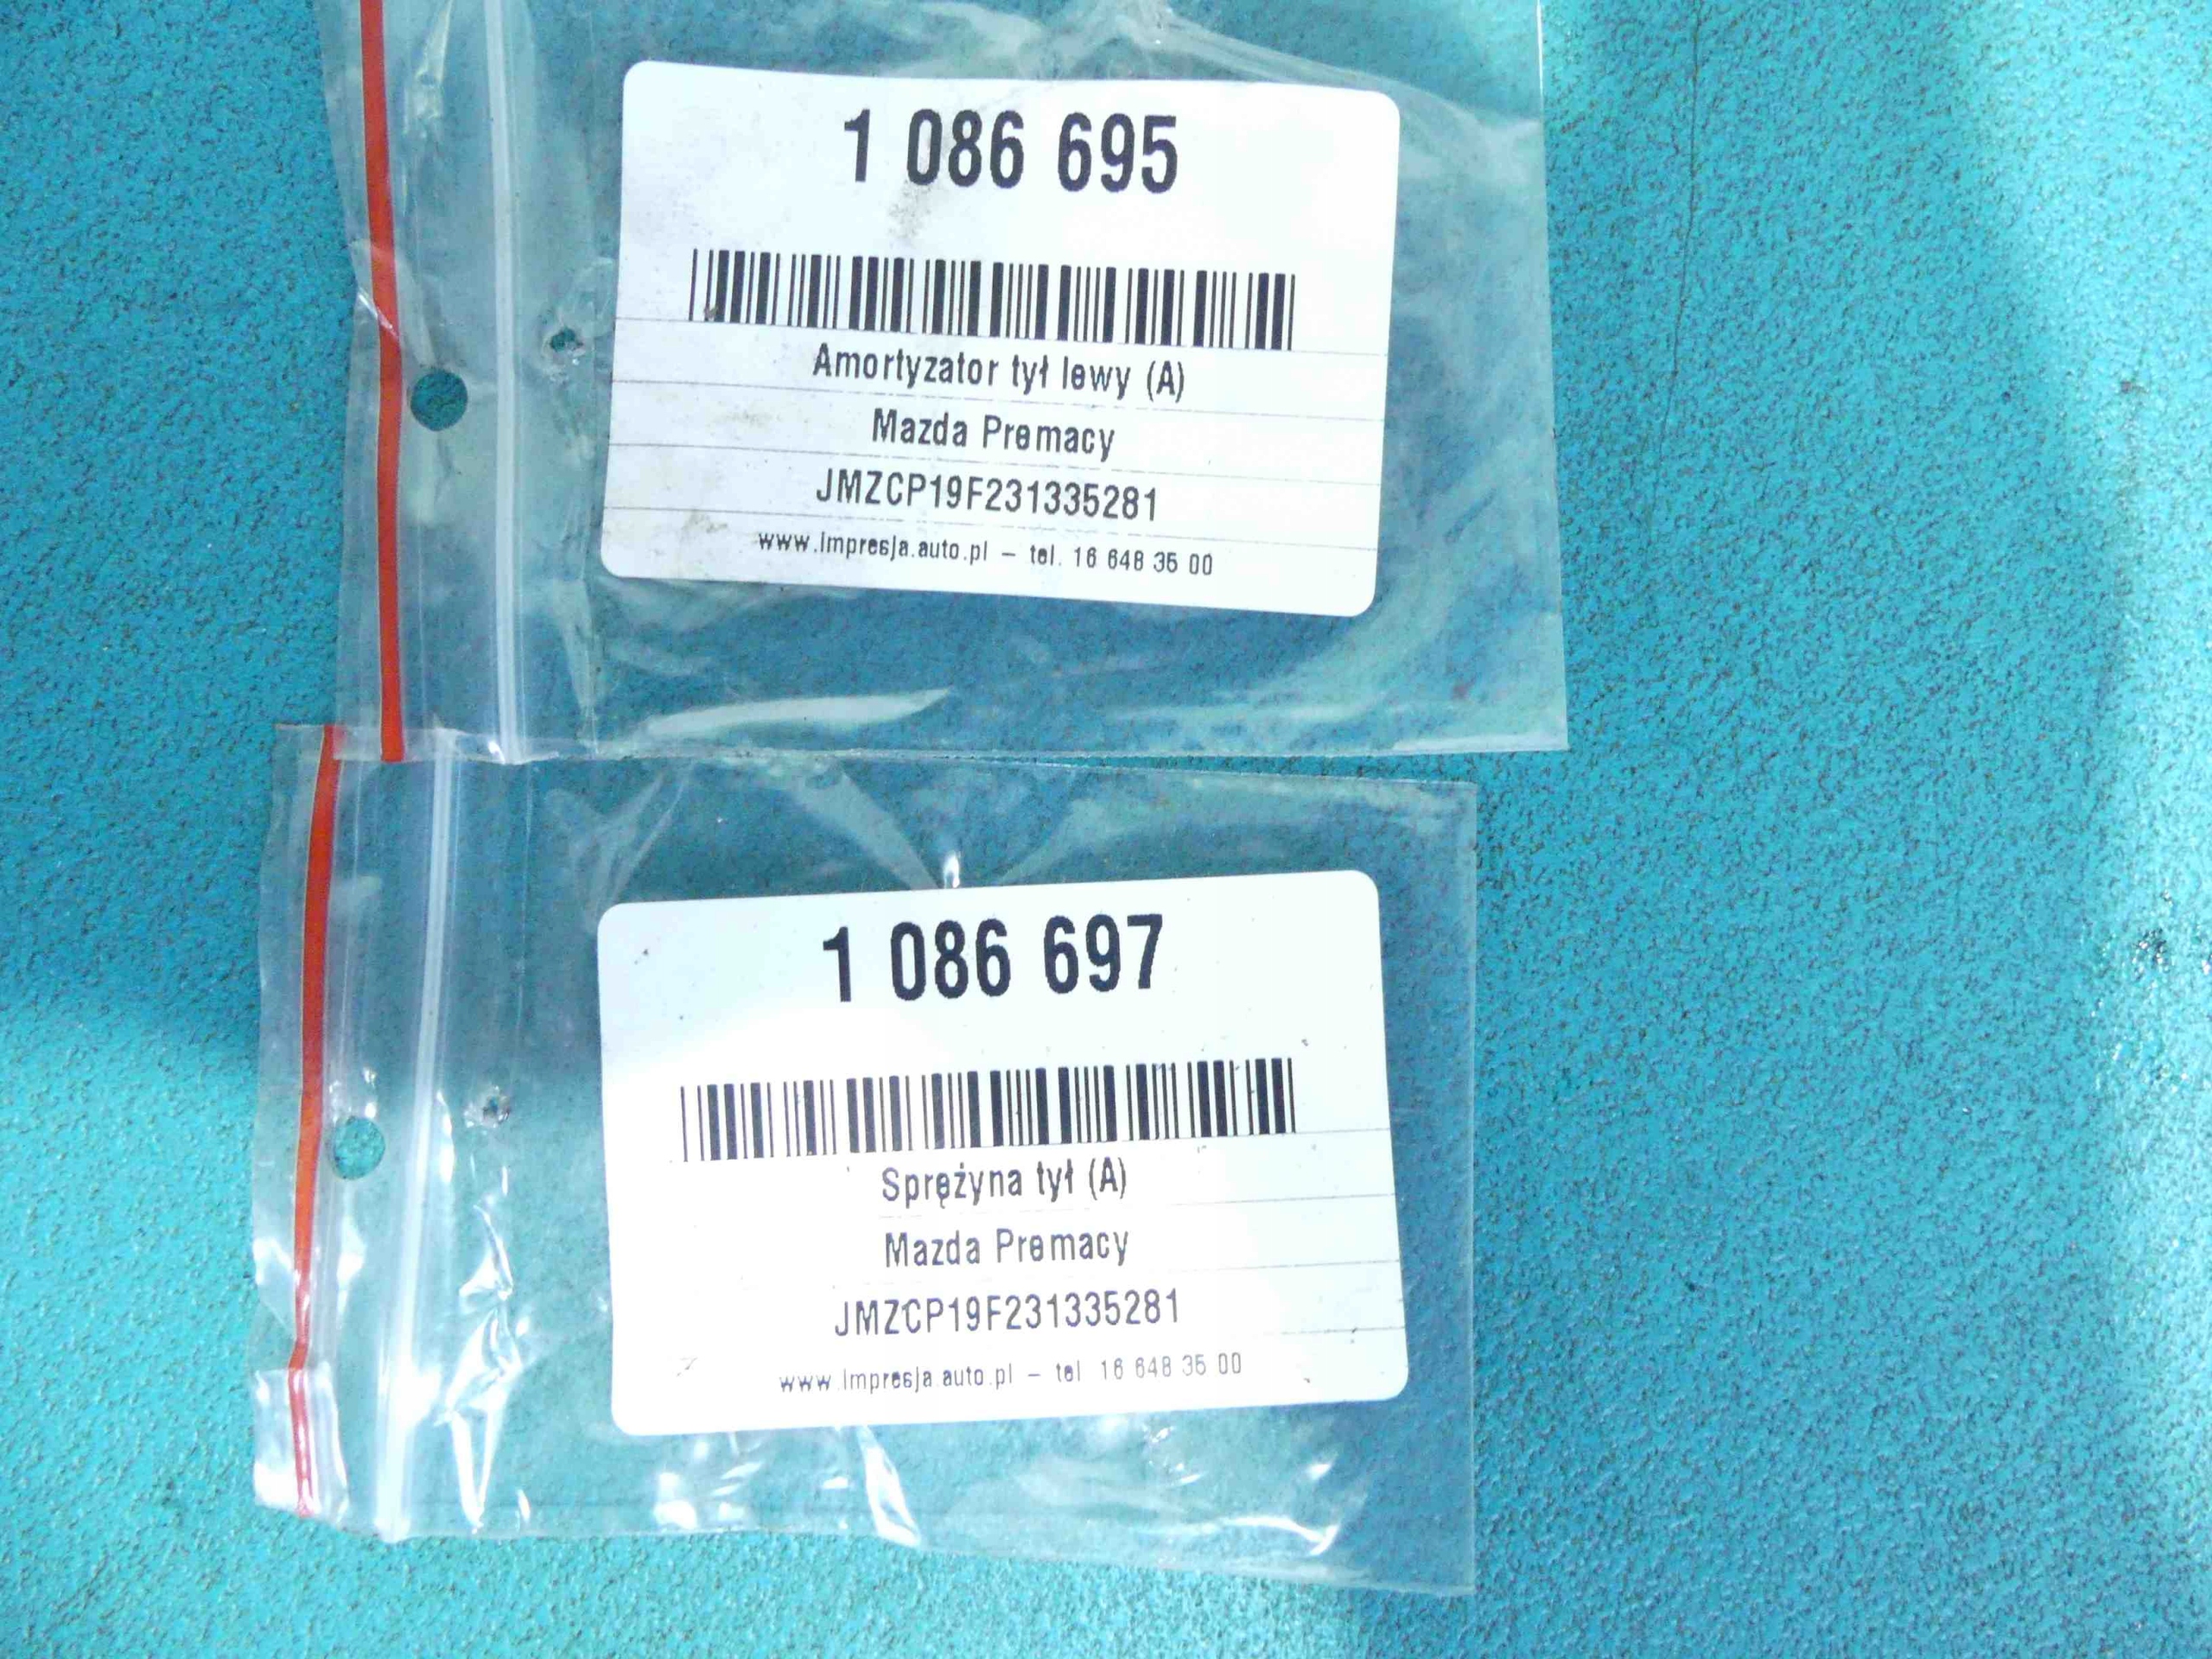 1 086 695
Amortyzator tył lewy (A)
Mazda Premacy
JMZCP19F231335281
www.impresja.auto.pl – tel. 16 648 35 00
1 086 697
Sprężyna tył (A)
Mazda Premacy
JMZCP19F231335281
www.impresja.auto.pl – tel. 16 648 35 00